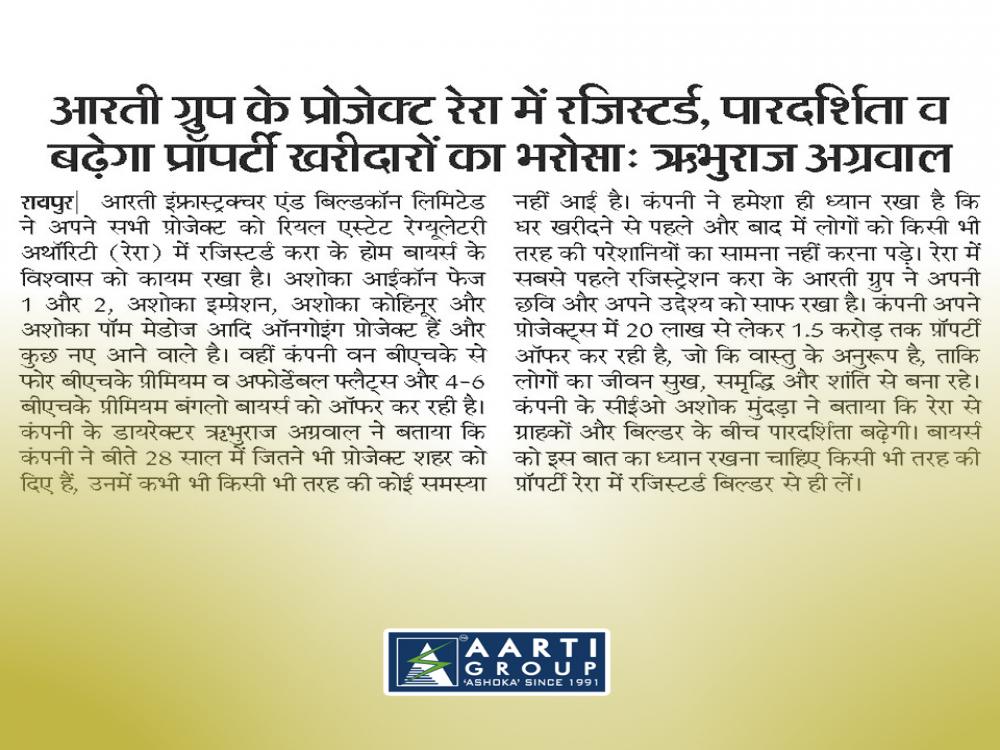 आरती ग्रुप के प्रोजेक्ट रेरा में रजिस्टर्ड, पारदर्शिता व
बढ़ेगा प्रॉपर्टी खरीदारों का भरोसाः ऋभुराज अग्रवाल
रायपुर| आरती इंफ्रास्ट्रक्चर एंड बिल्डकॉन लिमिटेड
ने अपने सभी प्रोजेक्ट को रियल एस्टेट रेग्यूलेटरी
अथॉरिटी (रेरा) में रजिस्टर्ड करा के होम बायर्स के
विश्वास को कायम रखा है। अशोका आईकॉन फेज
1 और 2, अशोका इम्प्रेशन, अशोका कोहिनूर और
अशोका पॉम मेडोज आदि ऑनगोइंग प्रोजेक्ट हैं और
कुछ नए आने वाले है। वहीं कंपनी वन बीएचके से
फोर बीएचके प्रीमियम व अफोर्डेबल फ्लैट्स और 4-6
बीएचके प्रीमियम बंगलो बायर्स को ऑफर कर रही है।
कंपनी के डायरेक्टर ऋभुराज अग्रवाल ने बताया कि
कंपनी ने बीते 28 साल में जितने भी प्रोजेक्ट शहर को
दिए हैं, उनमें कभी भी किसी भी तरह की कोई समस्या
नहीं आई है। कंपनी ने हमेशा ही ध्यान रखा है कि
घर खरीदने से पहले और बाद में लोगों को किसी भी
तरह की परेशानियों का सामना नहीं करना पड़े। रेरा में
सबसे पहले रजिस्ट्रेशन करा के आरती ग्रुप ने अपनी
छवि और अपने उद्देश्य को साफ रखा है। कंपनी अपने
प्रोजेक्ट्स में 20 लाख से लेकर 1.5 करोड़ तक प्रॉपर्टी
ऑफर कर रही है, जो कि वास्तु के अनुरूप है, ताकि
लोगों का जीवन सुख, समृद्धि और शांति से बना रहे।
कंपनी के सीईओ अशोक मुंदड़ा ने बताया कि रेरा से
ग्राहकों और बिल्डर के बीच पारदर्शिता बढ़ेगी। बायर्स
को इस बात का ध्यान रखना चाहिए किसी भी तरह की
प्रॉपर्टी रेरा में रजिस्टर्ड बिल्डर से ही लें।
AARTI
GROUP
'ASHOKA' SINCE 1991